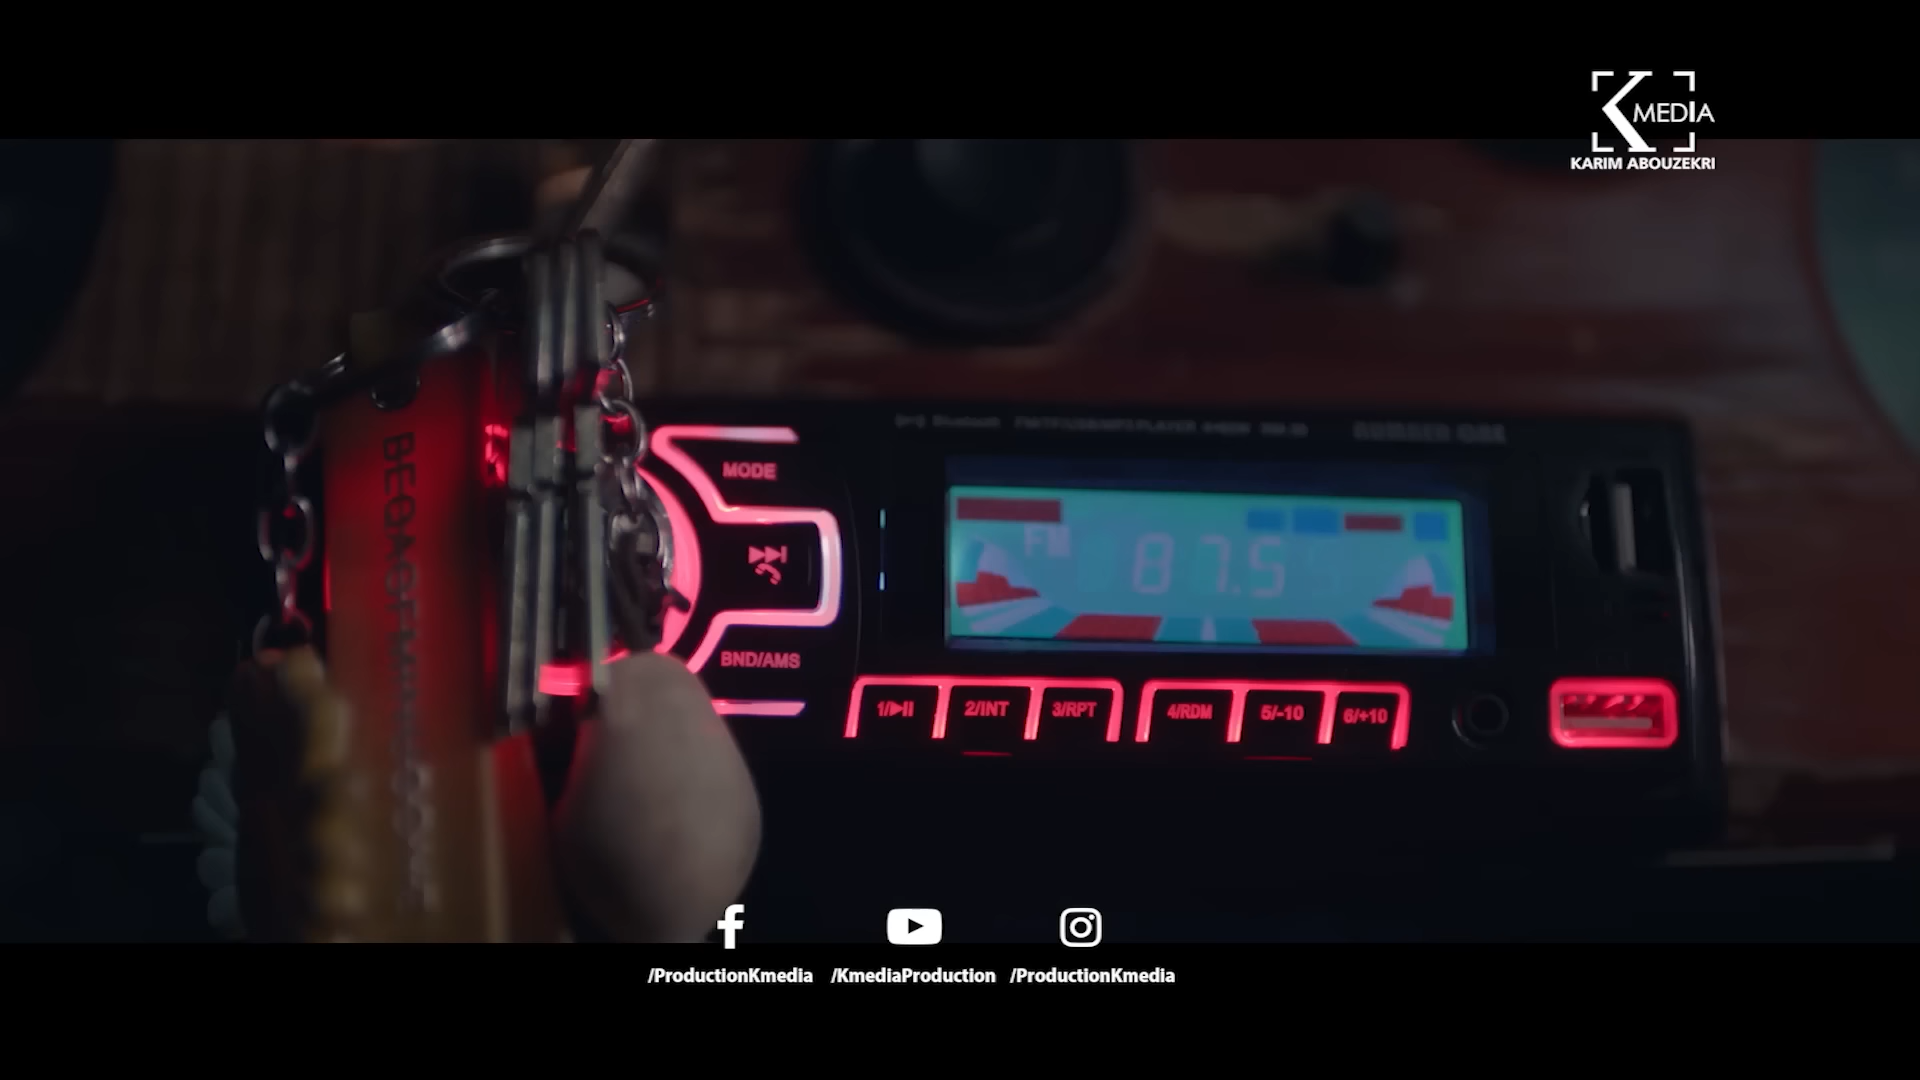 K MEDIA
KARIM ABOUZEKRI
MODE
FM 87.5
BND/AMS
1/ 2/INT 3/RPT 4/RDM 5/-10 6/+10
/ProductionKmedia /KmediaProduction /ProductionKmedia